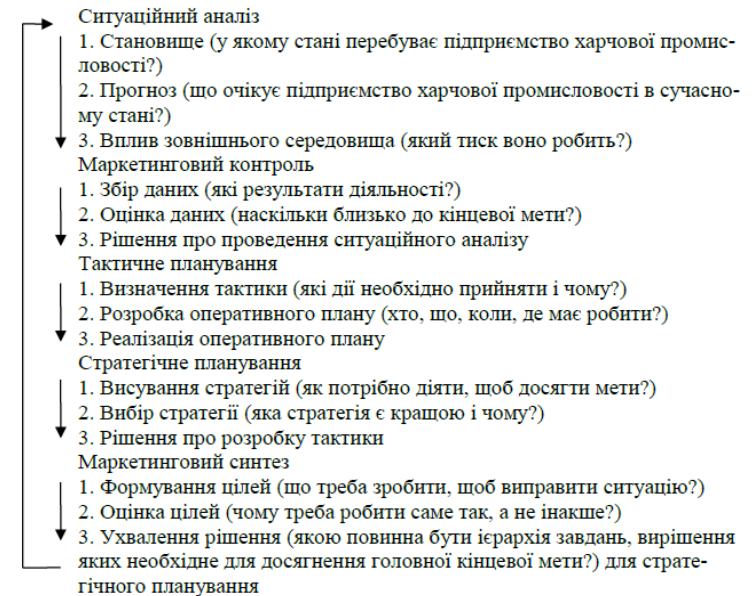 Ситуаційний аналіз
1. Становище (у якому стані перебуває підприємство харчової промис-
ловості?)
2. Прогноз (що очікує підприємство харчової промисловості в сучасно-
му стані?)
3. Вплив зовнішнього середовища (який тиск воно робить?)
Маркетинговий контроль
1. Збір даних (які результати діяльності?)
2. Оцінка даних (наскільки близько до кінцевої мети?)
3. Рішення про проведення ситуаційного аналізу
Тактичне планування
1. Визначення тактики (які дії необхідно прийняти і чому?)
2. Розробка оперативного плану (хто, що, коли, де має робити?)
3. Реалізація оперативного плану
Стратегічне планування
1. Висування стратегій (як потрібно діяти, щоб досягти мети?)
2. Вибір стратегії (яка стратегія є кращою і чому?)
3. Рішення про розробку тактики
Маркетинговий синтез
1. Формування цілей (що треба зробити, щоб виправити ситуацію?)
2. Оцінка цілей (чому треба робити саме так, а не інакше?)
3. Ухвалення рішення (якою повинна бути ієрархія завдань, вирішення
яких необхідне для досягнення головної кінцевої мети?) для страте-
гічного планування